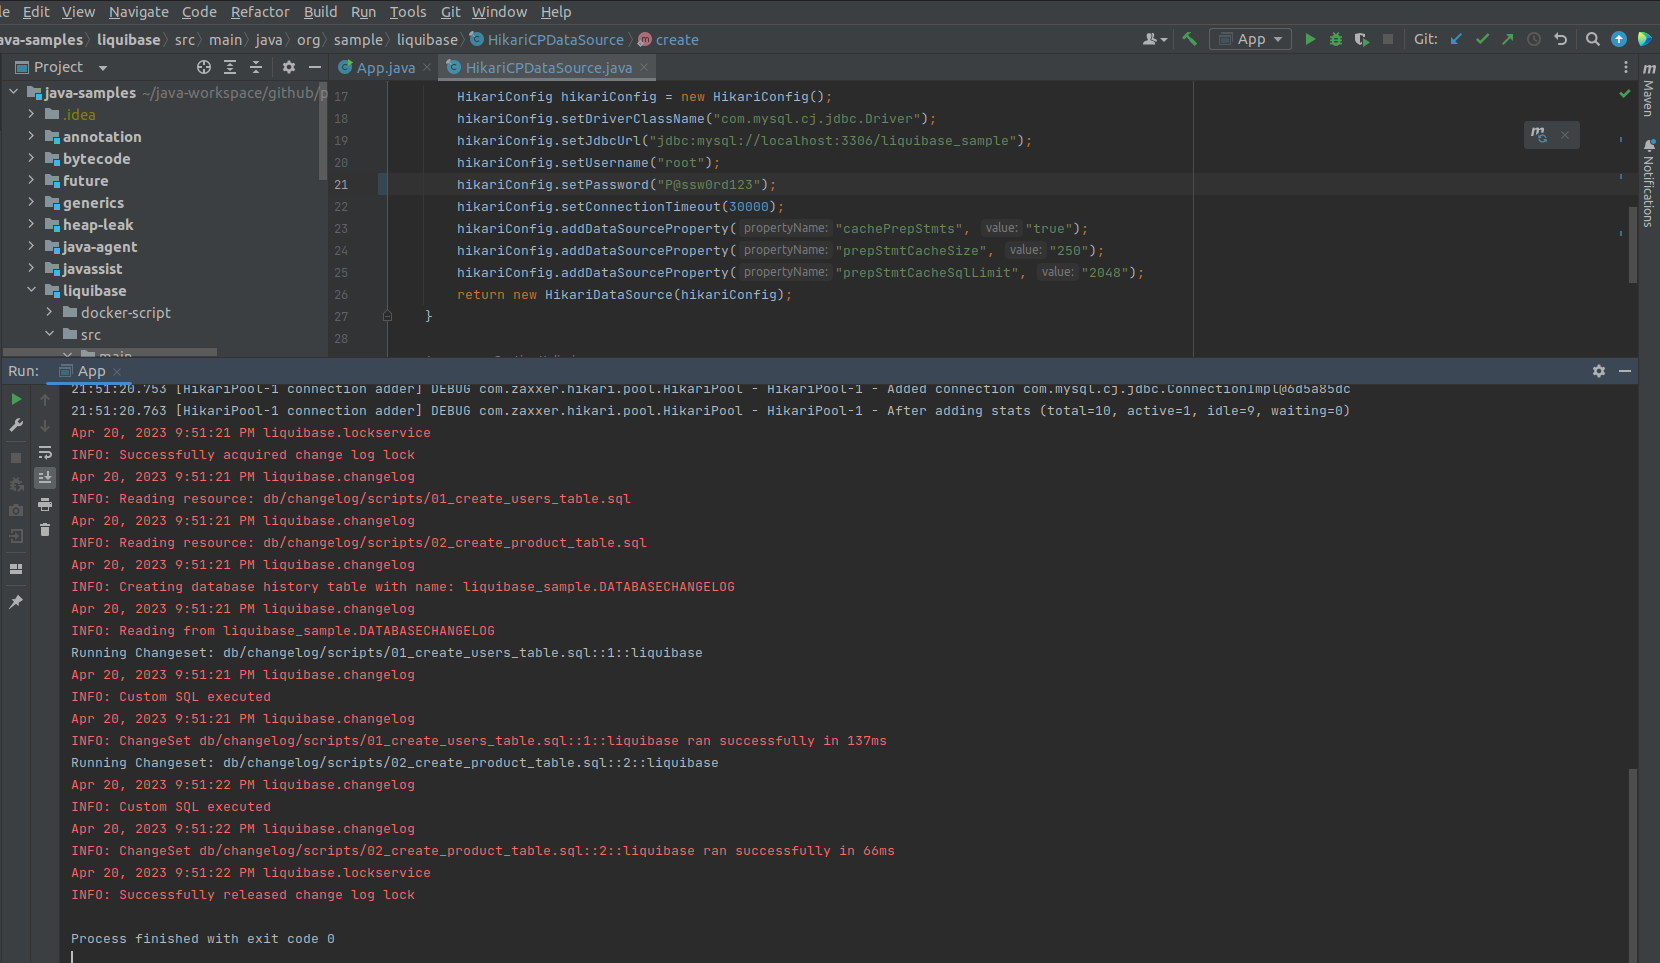 le Edit View Navigate Code Refactor Build Run Tools Git Window Help
ava-samples liquibase src main java org sample liquibase HikariCPDataSource create
App Git:
Project
App.java HikariCPDataSource.java
java-samples ~/java-workspace/github/p
.idea
annotation
bytecode
future
generics
heap-leak
java-agent
javassist
liquibase
docker-script
src
main
17 HikariConfig hikariConfig = new HikariConfig();
18 hikariConfig.setDriverClassName("com.mysql.cj.jdbc.Driver");
19 hikariConfig.setJdbcUrl("jdbc:mysql://localhost:3306/liquibase_sample");
20 hikariConfig.setUsername("root");
21 hikariConfig.setPassword("P@ssw0rd123");
22 hikariConfig.setConnectionTimeout(30000);
23 hikariConfig.addDataSourceProperty( propertyName: "cachePrepStmts", value: "true");
24 hikariConfig.addDataSourceProperty( propertyName: "prepStmtCacheSize", value: "250");
25 hikariConfig.addDataSourceProperty( propertyName: "prepStmtCacheSqlLimit", value: "2048");
26 return new HikariDataSource(hikariConfig);
27 }
28
Maven
Notifications
Run: App
21:51:20.753 [HikariPool-1 connection adder] DEBUG com.zaxxer.hikari.pool.HikariPool - HikariPool-1 - Added connection com.mysql.cj.jdbc.ConnectionImpl@6d5a85dc
21:51:20.763 [HikariPool-1 connection adder] DEBUG com.zaxxer.hikari.pool.HikariPool - HikariPool-1 - After adding stats (total=10, active=1, idle=9, waiting=0)
Apr 20, 2023 9:51:21 PM liquibase.lockservice
INFO: Successfully acquired change log lock
Apr 20, 2023 9:51:21 PM liquibase.changelog
INFO: Reading resource: db/changelog/scripts/01_create_users_table.sql
Apr 20, 2023 9:51:21 PM liquibase.changelog
INFO: Reading resource: db/changelog/scripts/02_create_product_table.sql
Apr 20, 2023 9:51:21 PM liquibase.changelog
INFO: Creating database history table with name: liquibase_sample.DATABASECHANGELOG
Apr 20, 2023 9:51:21 PM liquibase.changelog
INFO: Reading from liquibase_sample.DATABASECHANGELOG
Running Changeset: db/changelog/scripts/01_create_users_table.sql::1::liquibase
Apr 20, 2023 9:51:21 PM liquibase.changelog
INFO: Custom SQL executed
Apr 20, 2023 9:51:21 PM liquibase.changelog
INFO: ChangeSet db/changelog/scripts/01_create_users_table.sql::1::liquibase ran successfully in 137ms
Running Changeset: db/changelog/scripts/02_create_product_table.sql::2::liquibase
Apr 20, 2023 9:51:22 PM liquibase.changelog
INFO: Custom SQL executed
Apr 20, 2023 9:51:22 PM liquibase.changelog
INFO: ChangeSet db/changelog/scripts/02_create_product_table.sql::2::liquibase ran successfully in 66ms
Apr 20, 2023 9:51:22 PM liquibase.lockservice
INFO: Successfully released change log lock
Process finished with exit code 0